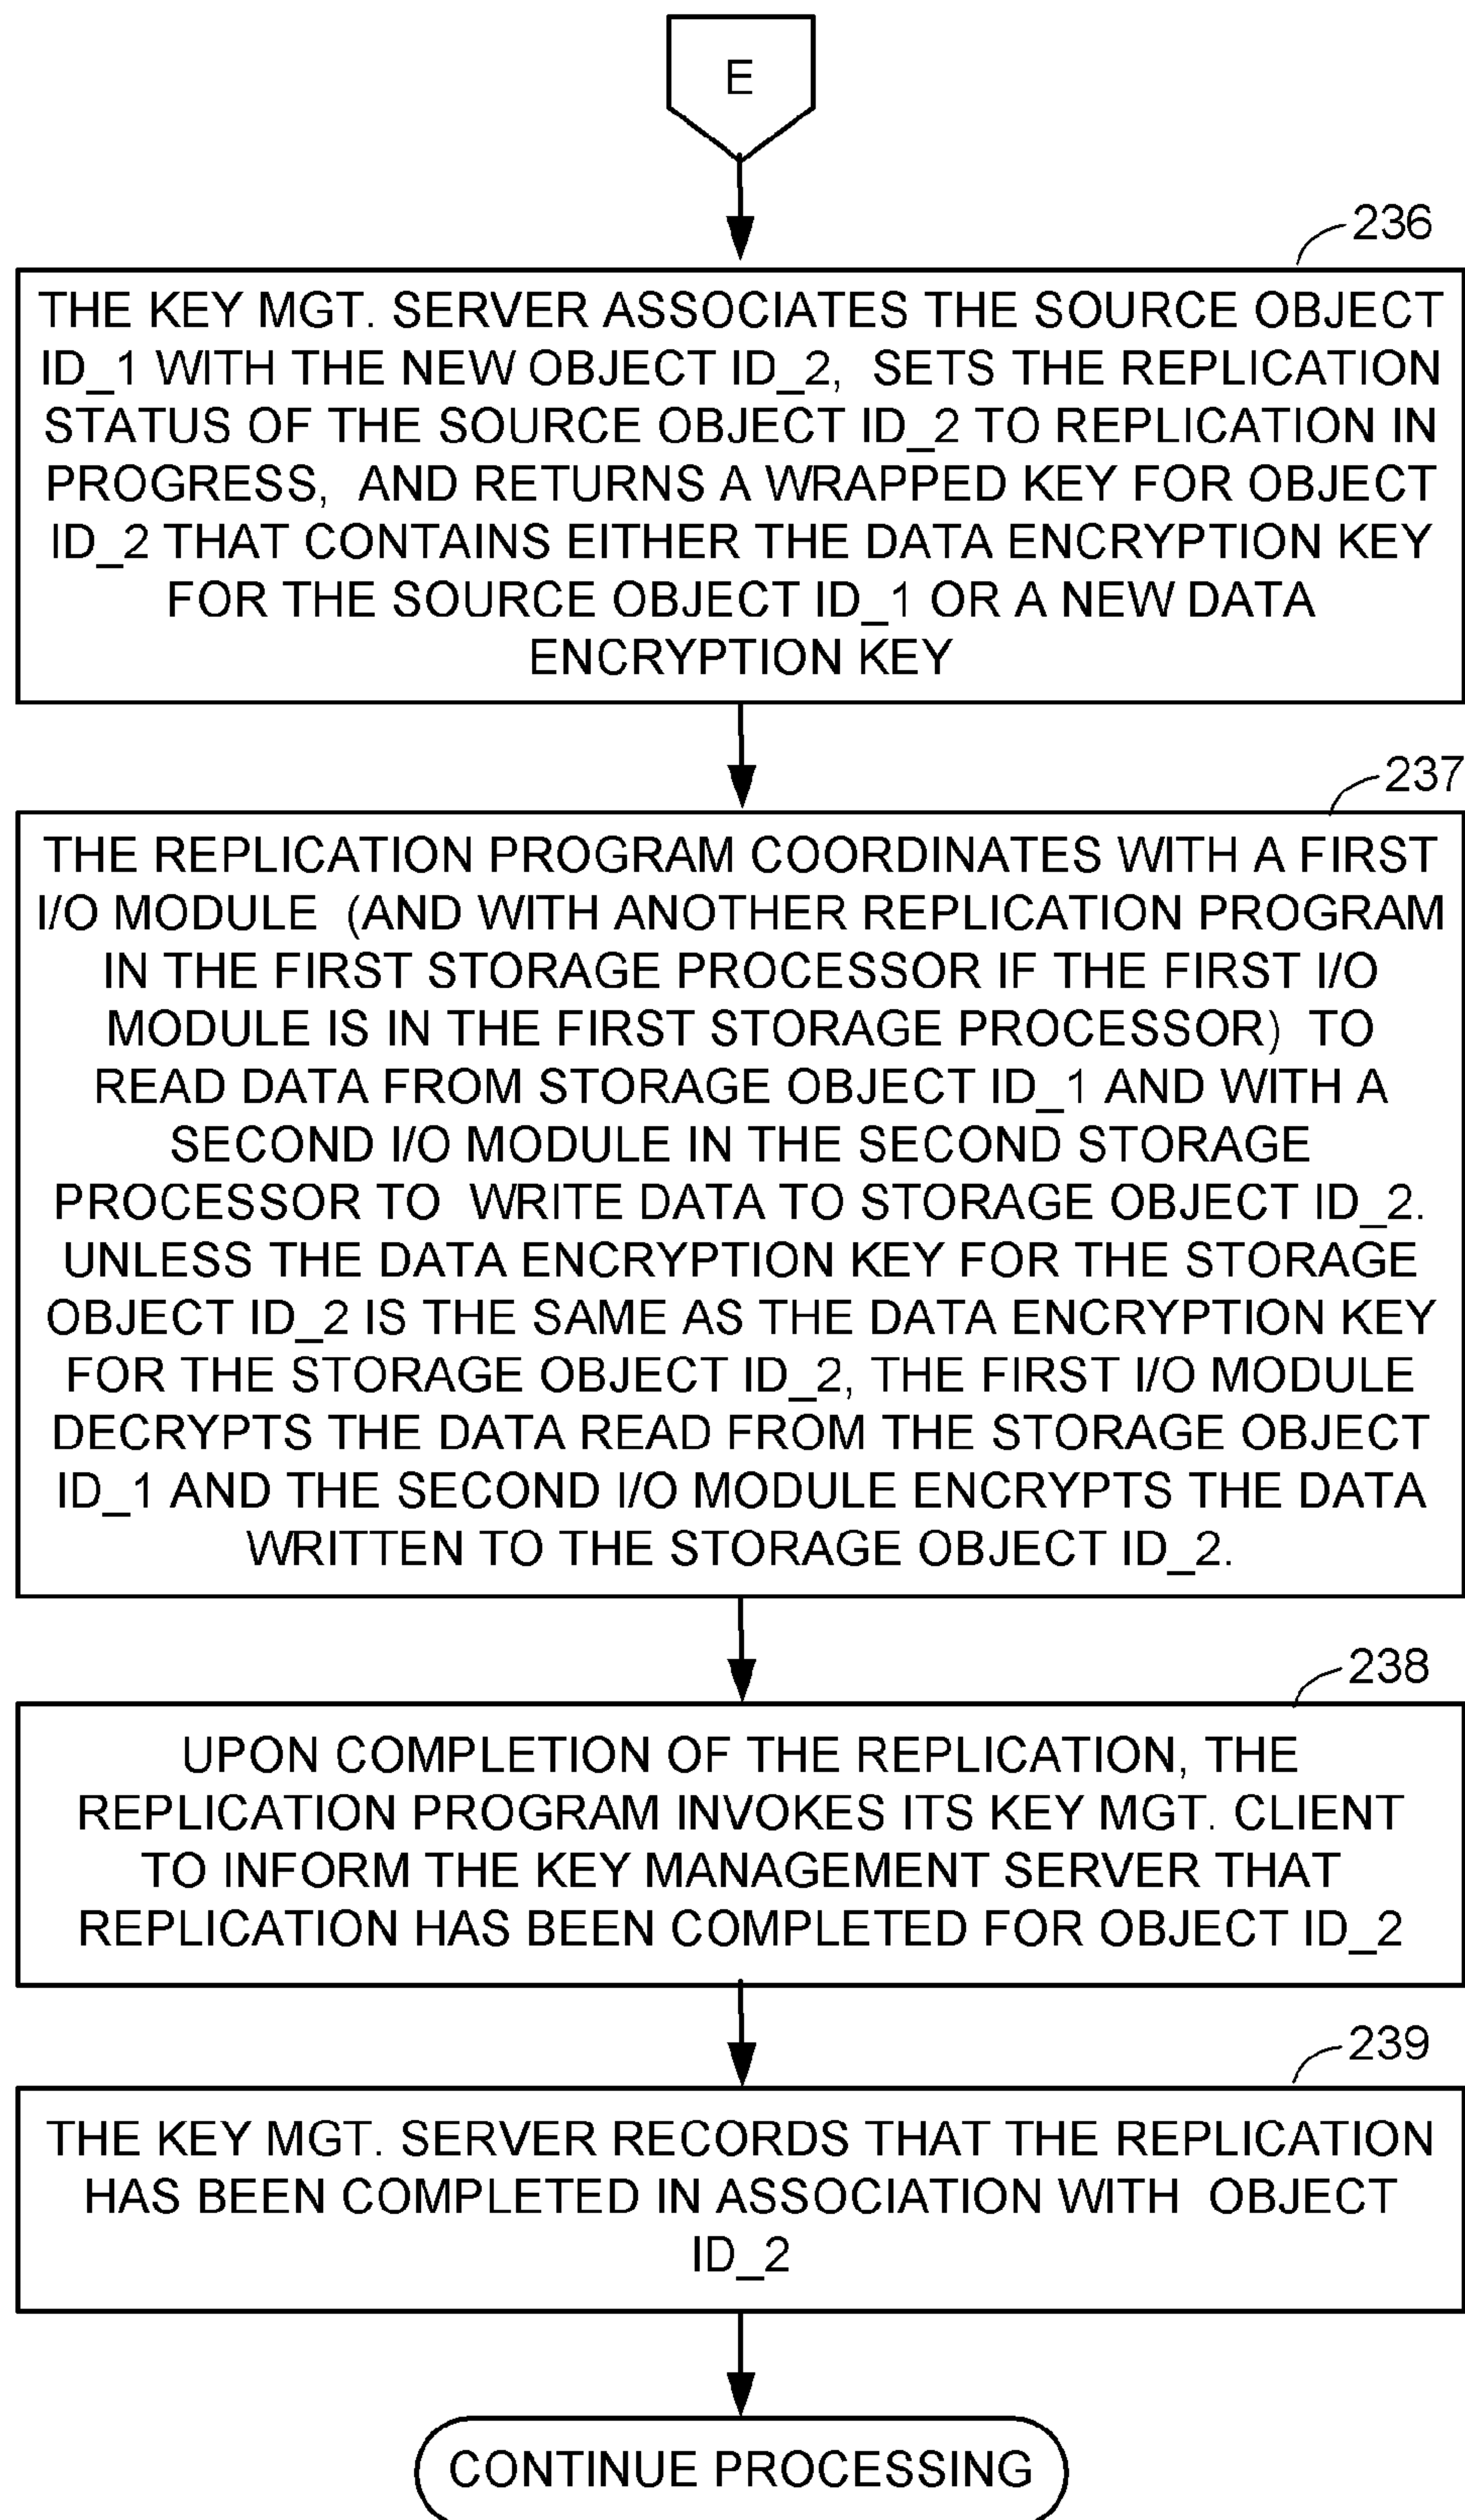 E
236
THE KEY MGT. SERVER ASSOCIATES THE SOURCE OBJECT
ID_1 WITH THE NEW OBJECT ID_2, SETS THE REPLICATION
STATUS OF THE SOURCE OBJECT ID_2 TO REPLICATION IN
PROGRESS, AND RETURNS A WRAPPED KEY FOR OBJECT
ID_2 THAT CONTAINS EITHER THE DATA ENCRYPTION KEY
FOR THE SOURCE OBJECT ID_1 OR A NEW DATA
ENCRYPTION KEY
237
THE REPLICATION PROGRAM COORDINATES WITH A FIRST
I/O MODULE (AND WITH ANOTHER REPLICATION PROGRAM
IN THE FIRST STORAGE PROCESSOR IF THE FIRST I/O
MODULE IS IN THE FIRST STORAGE PROCESSOR) TO
READ DATA FROM STORAGE OBJECT ID_1 AND WITH A
SECOND I/O MODULE IN THE SECOND STORAGE
PROCESSOR TO WRITE DATA TO STORAGE OBJECT ID_2.
UNLESS THE DATA ENCRYPTION KEY FOR THE STORAGE
OBJECT ID_2 IS THE SAME AS THE DATA ENCRYPTION KEY
FOR THE STORAGE OBJECT ID_2, THE FIRST I/O MODULE
DECRYPTS THE DATA READ FROM THE STORAGE OBJECT
ID_1 AND THE SECOND I/O MODULE ENCRYPTS THE DATA
WRITTEN TO THE STORAGE OBJECT ID_2.
238
UPON COMPLETION OF THE REPLICATION, THE
REPLICATION PROGRAM INVOKES ITS KEY MGT. CLIENT
TO INFORM THE KEY MANAGEMENT SERVER THAT
REPLICATION HAS BEEN COMPLETED FOR OBJECT ID_2
239
THE KEY MGT. SERVER RECORDS THAT THE REPLICATION
HAS BEEN COMPLETED IN ASSOCIATION WITH OBJECT
ID_2
CONTINUE PROCESSING